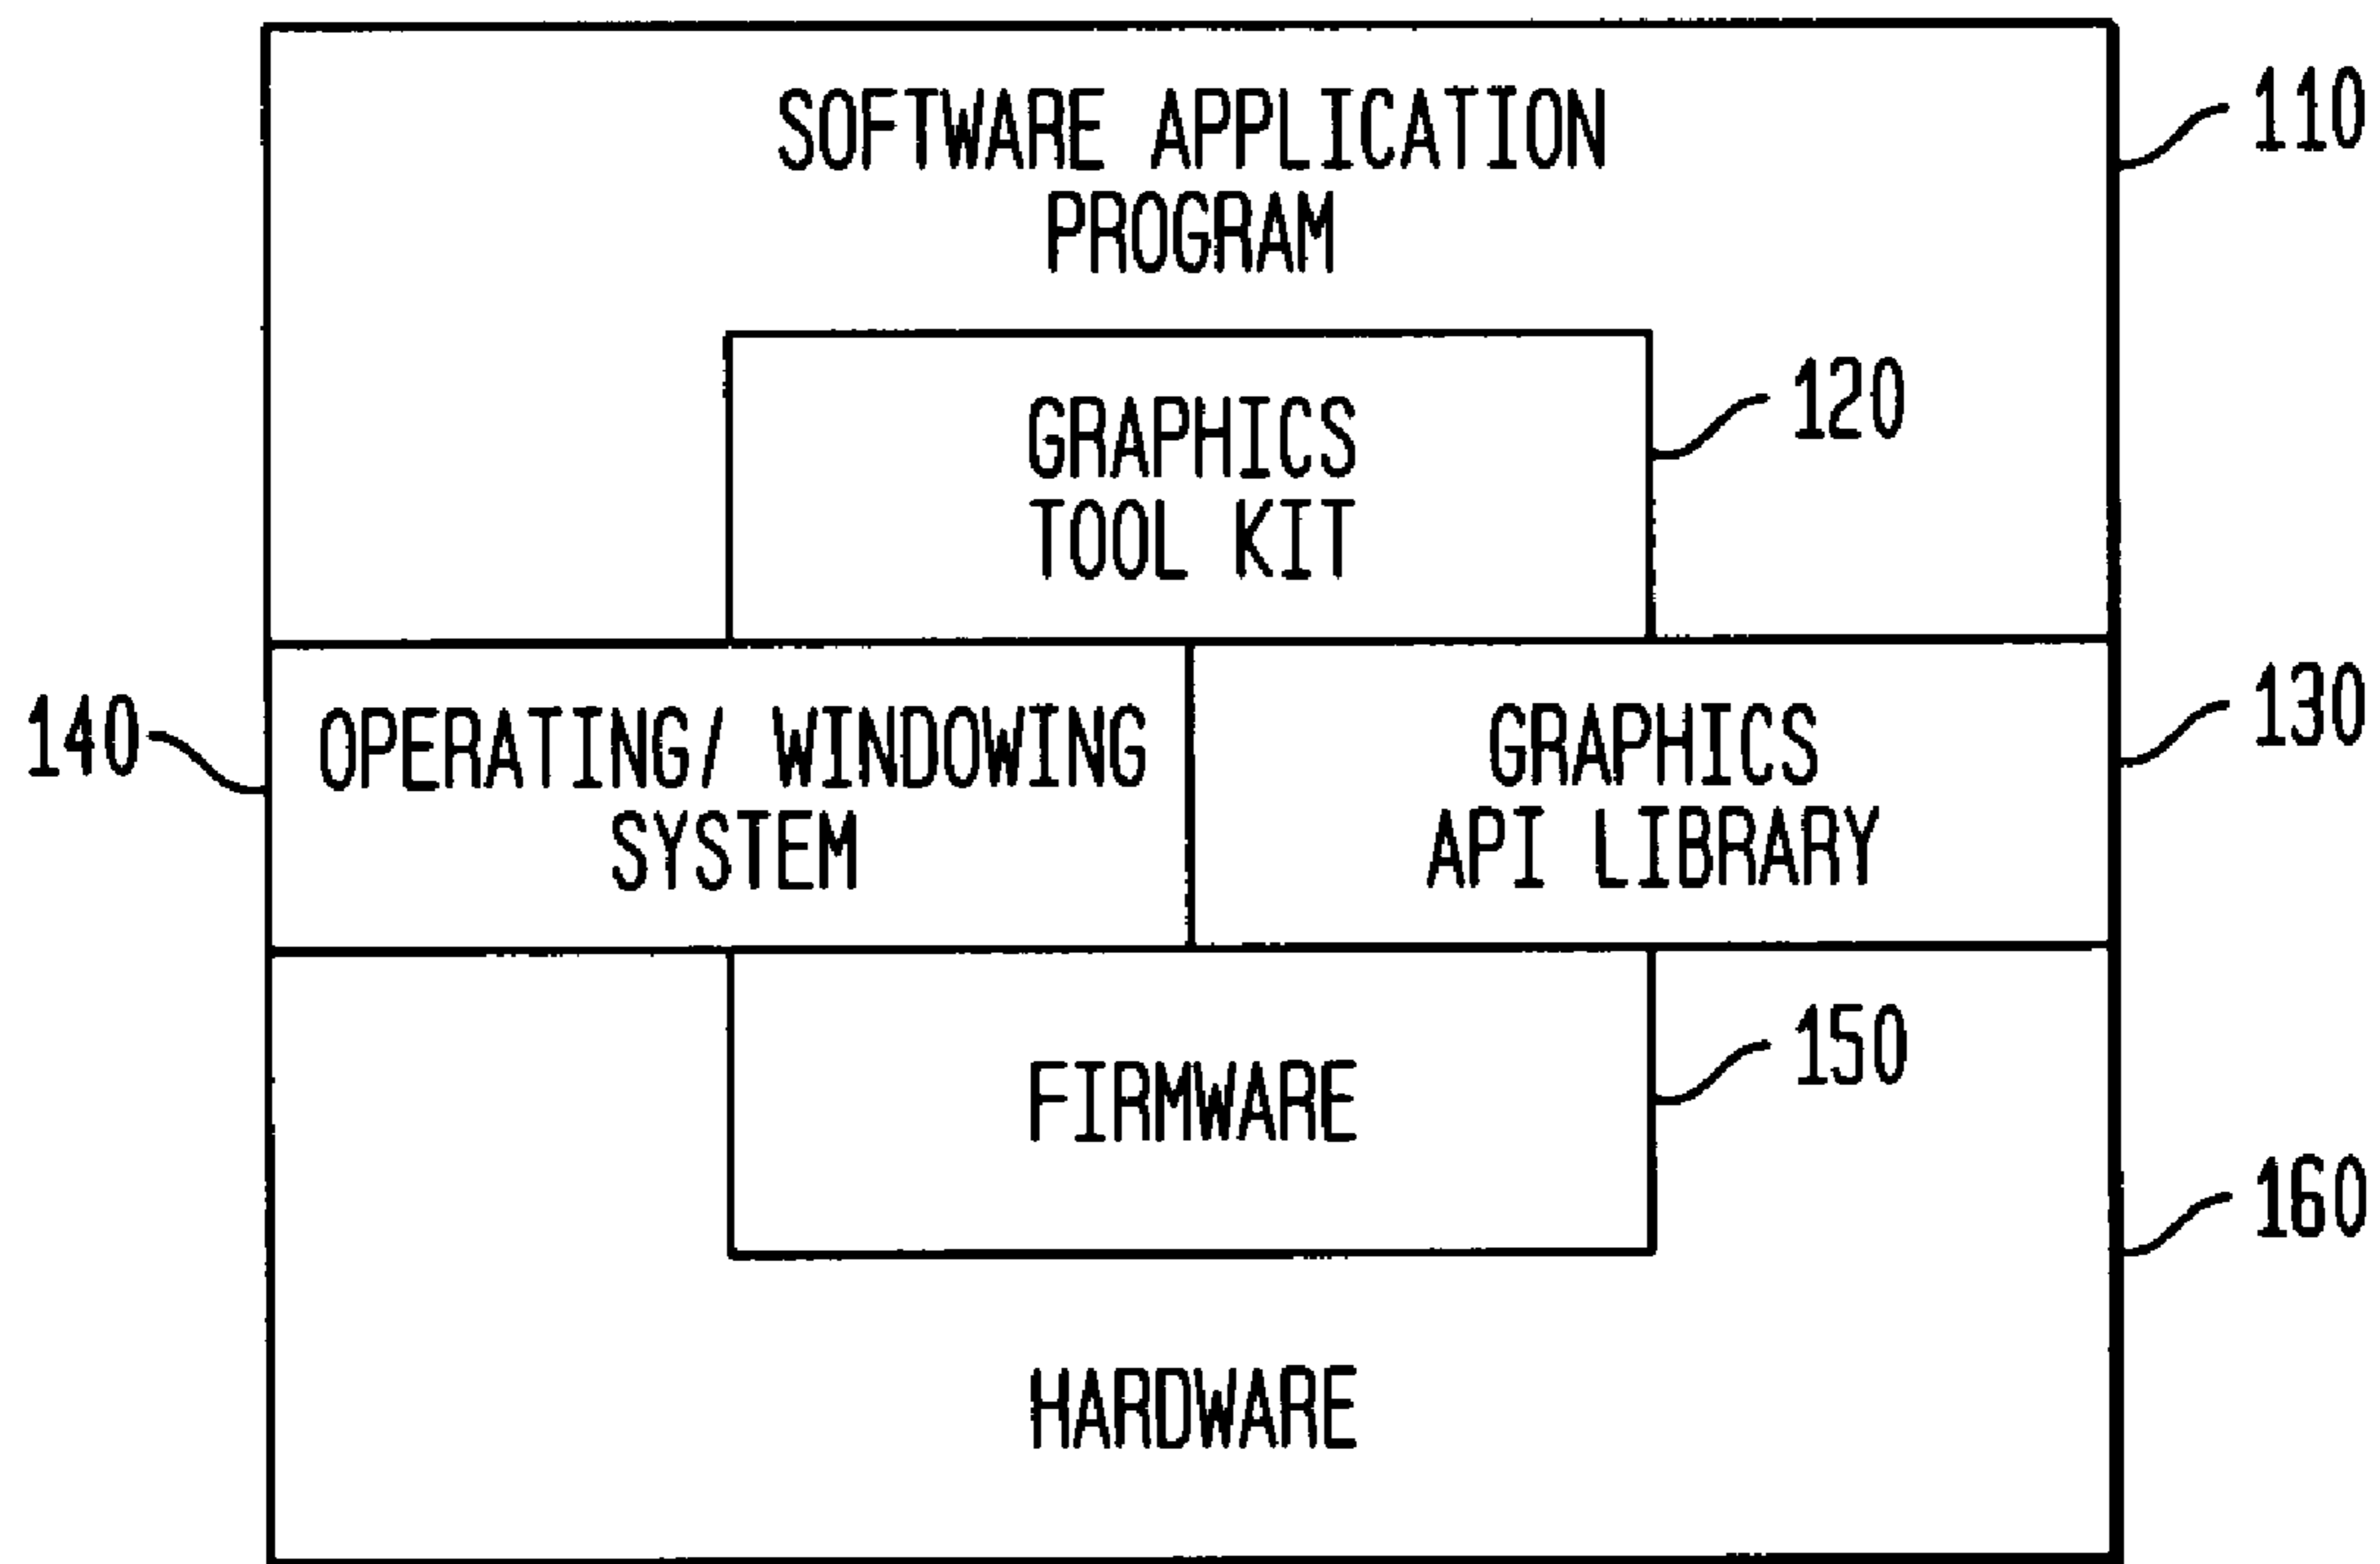 SOFTWARE APPLICATION
PROGRAM
110
GRAPHICS
TOOL KIT
120
140
OPERATING/ WINDOWING
SYSTEM
GRAPHICS
API LIBRARY
130
FIRMWARE
150
160
HARDWARE